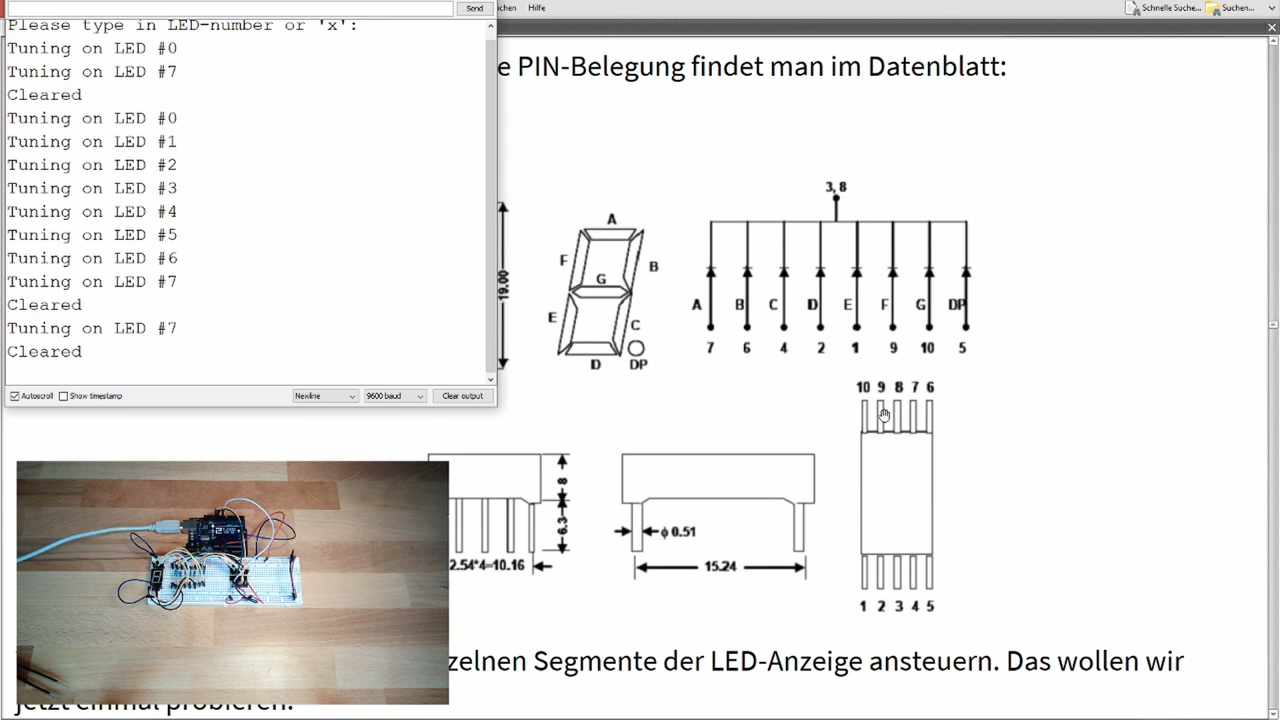 Send
chen
Hilfe
Schnelle Suche...
Suchen...
Please type in LED-number or 'x':
Tuning on LED #0
Tuning on LED #7
Cleared
Tuning on LED #0
Tuning on LED #1
Tuning on LED #2
Tuning on LED #3
Tuning on LED #4
Tuning on LED #5
Tuning on LED #6
Tuning on LED #7
Cleared
Tuning on LED #7
Cleared
Autoscroll
Show timestamp
Newline
9600 baud
Clear output
e PIN-Belegung findet man im Datenblatt:
19.00
A
F
B
G
E
C
D
DP
3, 8
A B C D E F G DP
7 6 4 2 1 9 10 5
10 9 8 7 6
8
6.3
2.54*4=10.16
ϕ 0.51
15.24
1 2 3 4 5
zelnen Segmente der LED-Anzeige ansteuern. Das wollen wir
jetzt einmal probieren.